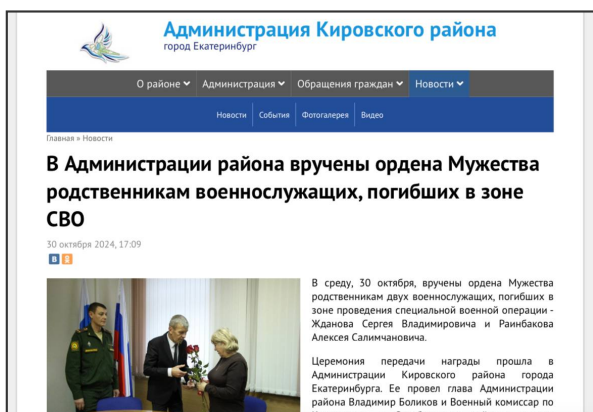 Администрация Кировского района
город Екатеринбург
О районе Администрация Обращения граждан Новости
Новости События Фотогалерея Видео
Главная » Новости
В Администрации района вручены ордена Мужества
родственникам военнослужащих, погибших в зоне
СВО
30 октября 2024, 17:09
В среду, 30 октября, вручены ордена Мужества
родственникам двух военнослужащих, погибших в
зоне проведения специальной военной операции -
Жданова Сергея Владимировича и Раинбакова
Алексея Салимчановича.
Церемония передачи награды прошла в
Администрации Кировского района города
Екатеринбурга. Ее провел глава Администрации
района Владимир Боликов и Военный комиссар по